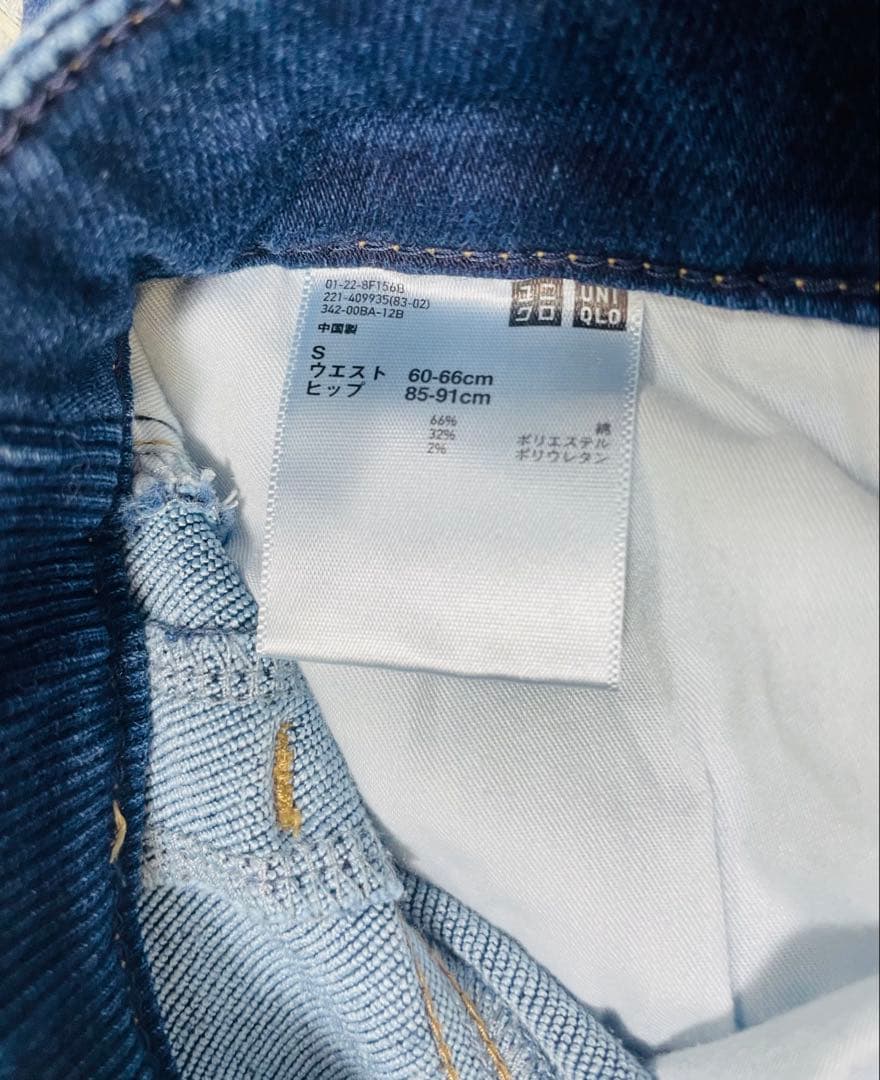 01-22-8F156B
221-409935(83-02)
342-00BA-12B
ユニ
クロ
UNI
QLO
中国製
S
ウエスト 60-66cm
ヒップ 85-91cm
66% 綿
32% ポリエステル
2% ポリウレタン